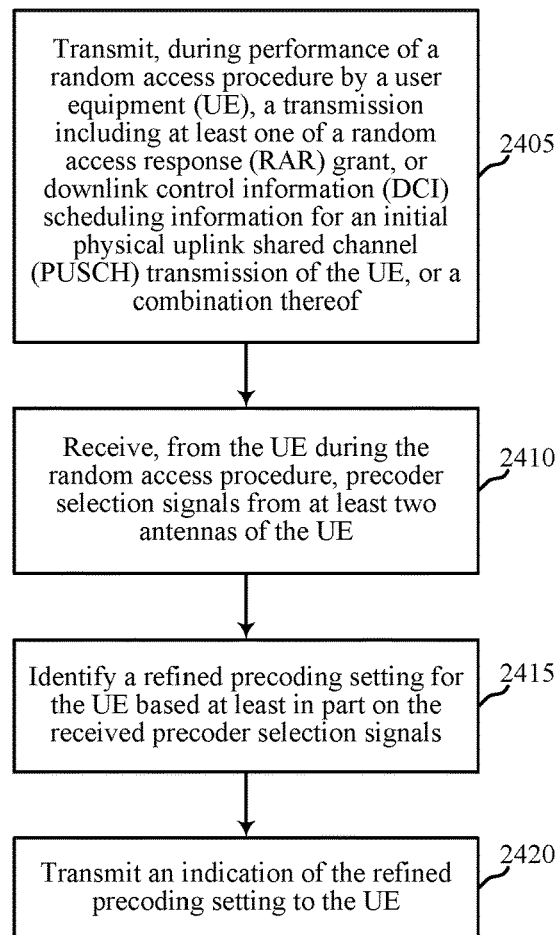 Transmit, during performance of a
random access procedure by a user
equipment (UE), a transmission
including at least one of a random
access response (RAR) grant, or
downlink control information (DCI)
scheduling information for an initial
physical uplink shared channel
(PUSCH) transmission of the UE, or a
combination thereof
2405
Receive, from the UE during the
random access procedure, precoder
selection signals from at least two
antennas of the UE
2410
Identify a refined precoding setting for
the UE based at least in part on the
received precoder selection signals
2415
Transmit an indication of the refined
precoding setting to the UE
2420